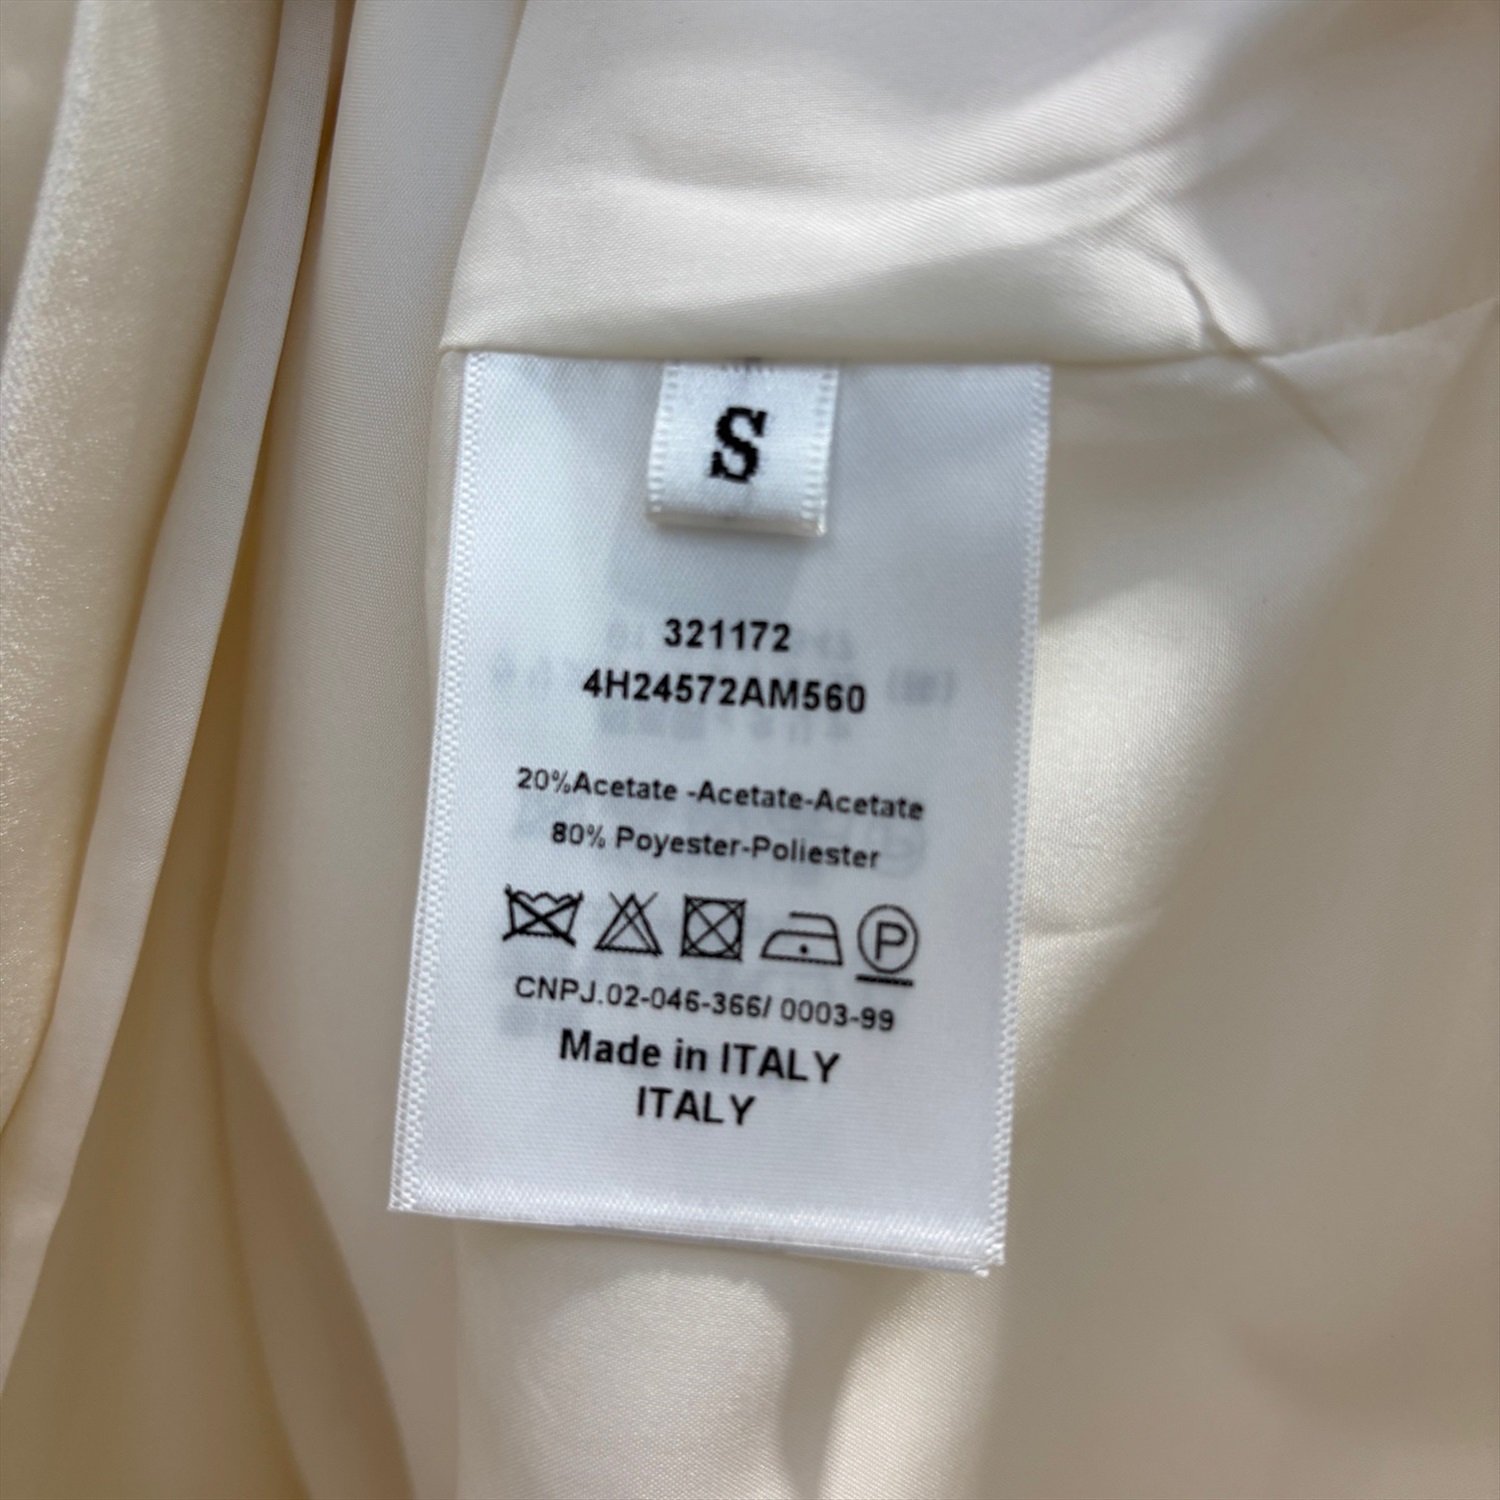 S
321172
4H24572AM560
20%Acetate -Acetate-Acetate
80% Poyester-Poliester
P
CNPJ.02-046-366/ 0003-99
Made in ITALY
ITALY